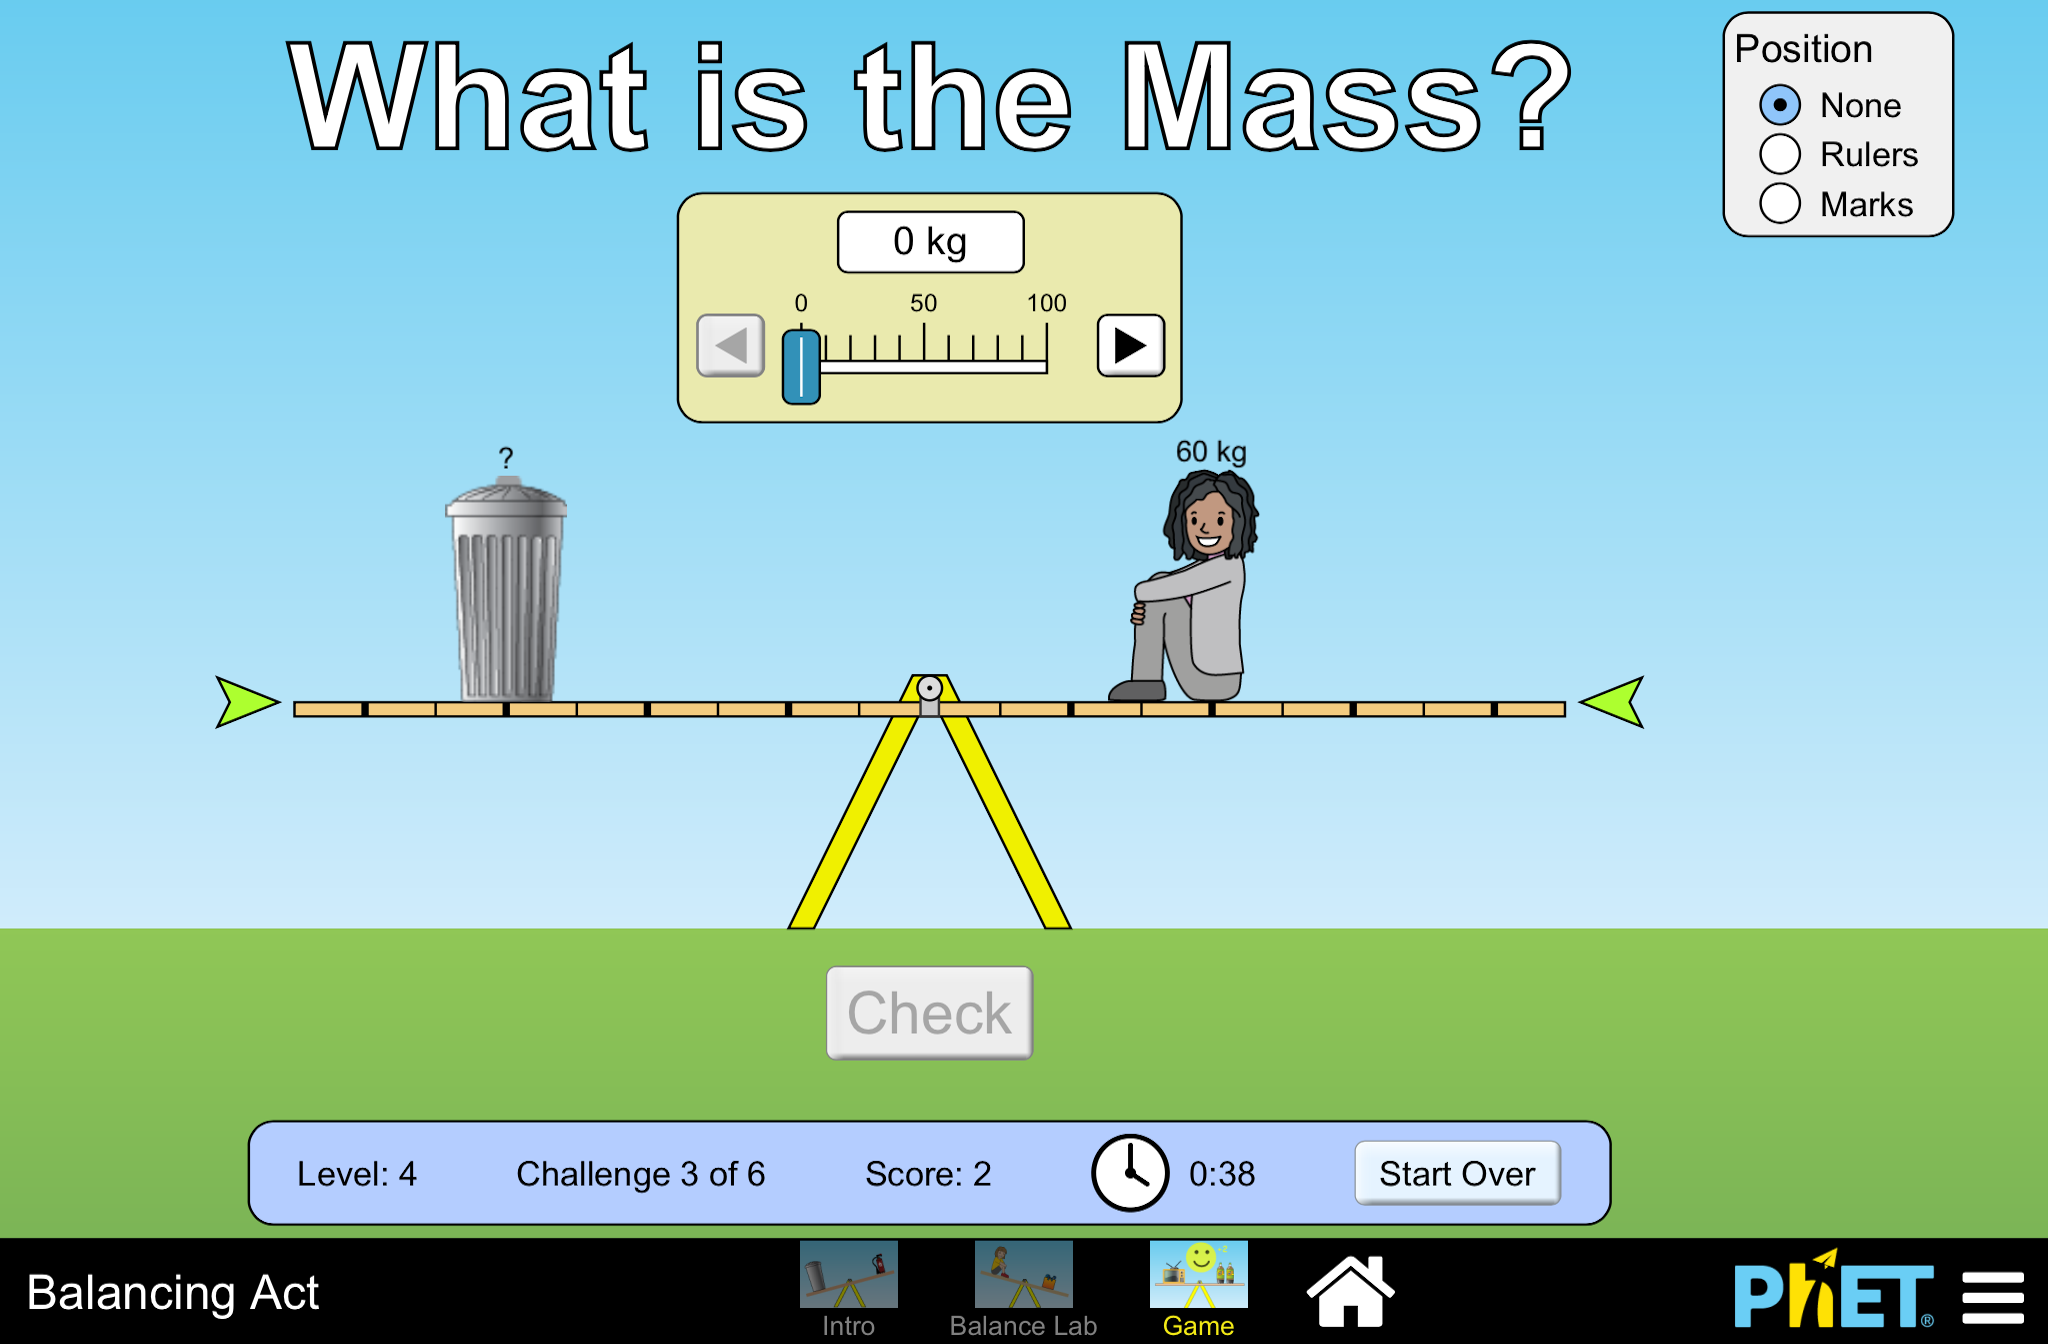 What is the Mass?
Position
None
Rulers
Marks
0 kg
0 50 100
?
60 kg
Check
Level: 4 Challenge 3 of 6 Score: 2 0:38 Start Over
Balancing Act
Intro
Balance Lab
Game
PhET®